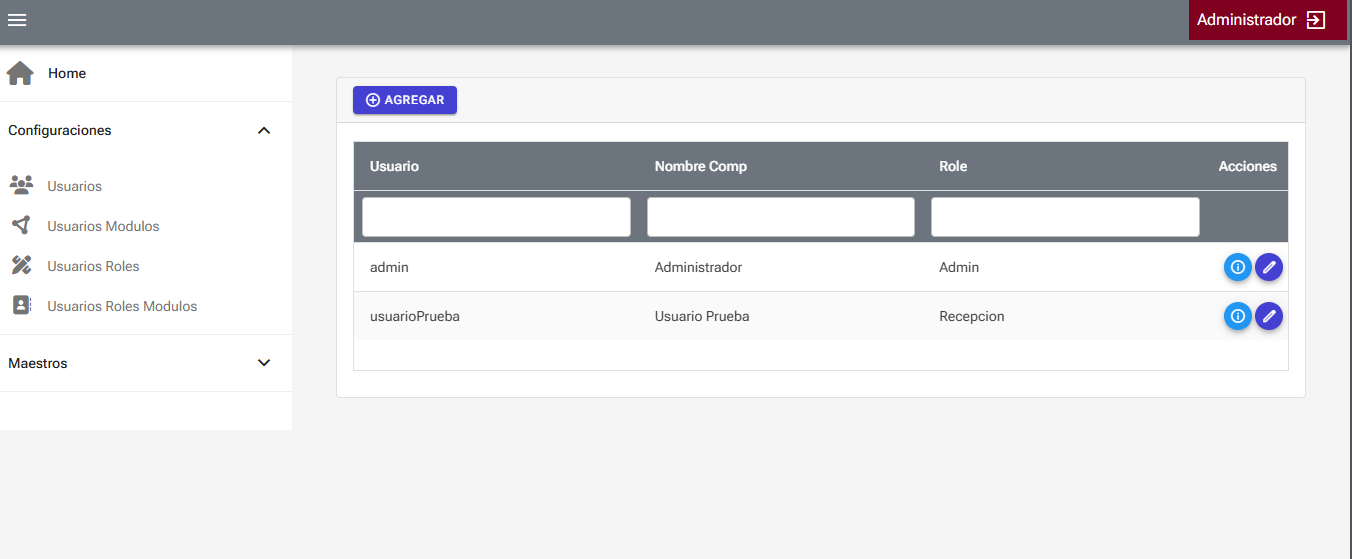 Administrador
Home
Configuraciones
Usuarios
Usuarios Modulos
Usuarios Roles
Usuarios Roles Modulos
Maestros
AGREGAR
Usuario Nombre Comp Role Acciones
admin Administrador Admin
usuarioPrueba Usuario Prueba Recepcion